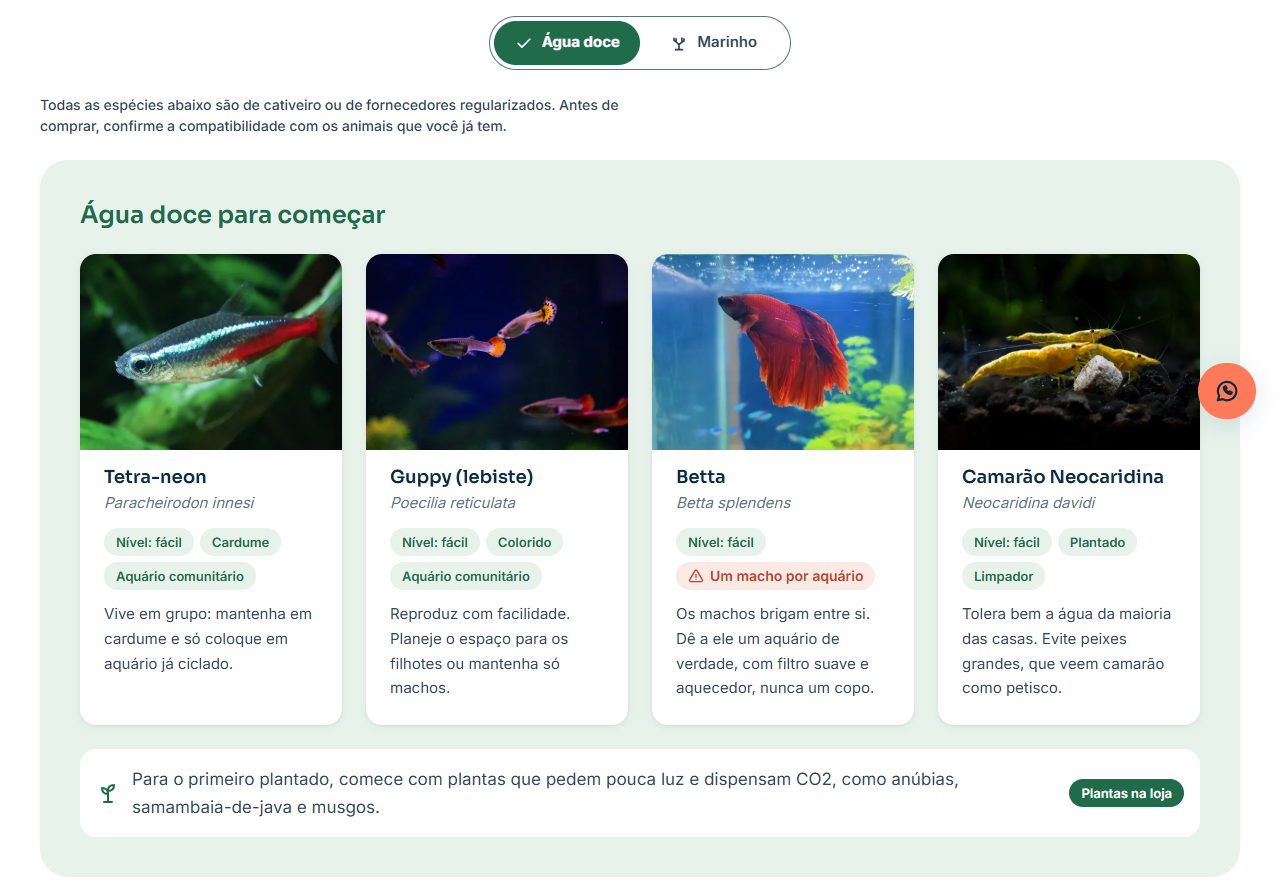 Água doce
Marinho
Todas as espécies abaixo são de cativeiro ou de fornecedores regularizados. Antes de
comprar, confirme a compatibilidade com os animais que você já tem.
Água doce para começar
Tetra-neon
Paracheirodon innesi
Nível: fácil
Cardume
Aquário comunitário
Vive em grupo: mantenha em
cardume e só coloque em
aquário já ciclado.
Guppy (lebiste)
Poecilia reticulata
Nível: fácil
Colorido
Aquário comunitário
Reproduz com facilidade.
Planeje o espaço para os
filhotes ou mantenha só
machos.
Betta
Betta splendens
Nível: fácil
Um macho por aquário
Os machos brigam entre si.
Dê a ele um aquário de
verdade, com filtro suave e
aquecedor, nunca um copo.
Camarão Neocaridina
Neocaridina davidi
Nível: fácil
Plantado
Limpador
Tolera bem a água da maioria
das casas. Evite peixes
grandes, que veem camarão
como petisco.
Para o primeiro plantado, comece com plantas que pedem pouca luz e dispensam CO2, como anúbias,
samambaia-de-java e musgos.
Plantas na loja